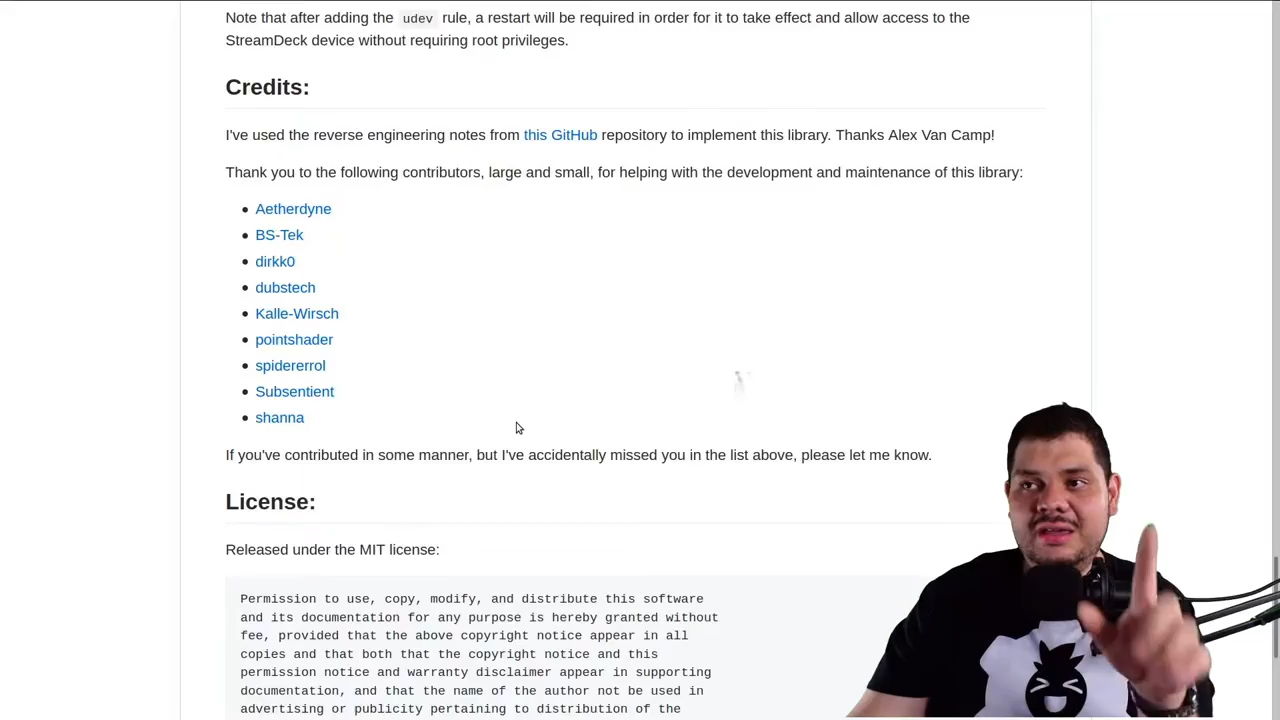 Note that after adding the udev rule, a restart will be required in order for it to take effect and allow access to the
StreamDeck device without requiring root privileges.
Credits:
I've used the reverse engineering notes from this GitHub repository to implement this library. Thanks Alex Van Camp!
Thank you to the following contributors, large and small, for helping with the development and maintenance of this library:
Aetherdyne
BS-Tek
dirkk0
dubstech
Kalle-Wirsch
pointshader
spidererrol
Subsentient
shanna
If you've contributed in some manner, but I've accidentally missed you in the list above, please let me know.
License:
Released under the MIT license:
Permission to use, copy, modify, and distribute this software
and its documentation for any purpose is hereby granted without
fee, provided that the above copyright notice appear in all
copies and that both that the copyright notice and this
permission notice and warranty disclaimer appear in supporting
documentation, and that the name of the author not be used in
advertising or publicity pertaining to distribution of the